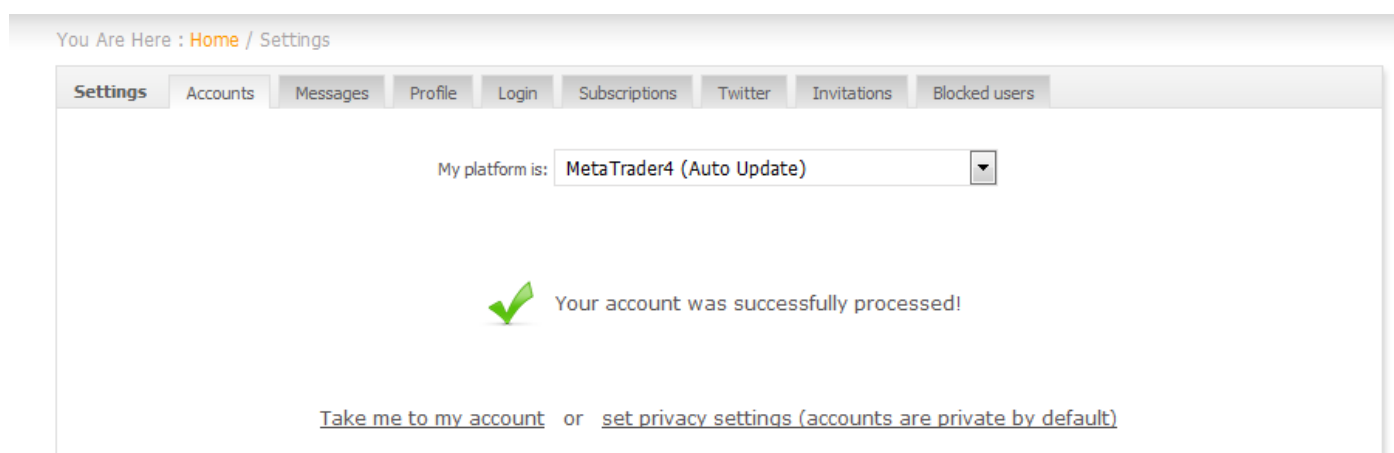 You Are Here : Home / Settings
Settings Accounts Messages Profile Login Subscriptions Twitter Invitations Blocked users
My platform is: MetaTrader4 (Auto Update)
Your account was successfully processed!
Take me to my account or set privacy settings (accounts are private by default)